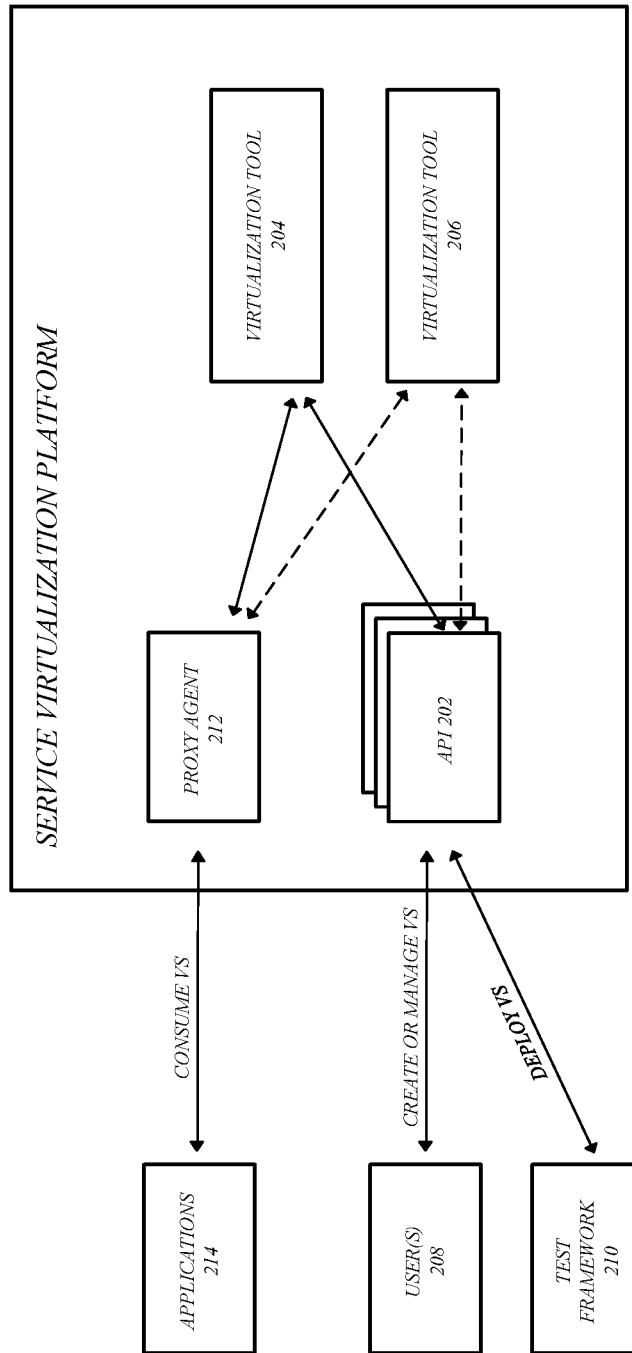 SERVICE VIRTUALIZATION PLATFORM
APPLICATIONS
214
CONSUME VS
PROXY AGENT
212
VIRTUALIZATION TOOL
204
USER(S)
208
CREATE OR MANAGE VS
API 202
VIRTUALIZATION TOOL
206
TEST
FRAMEWORK
210
DEPLOY VS